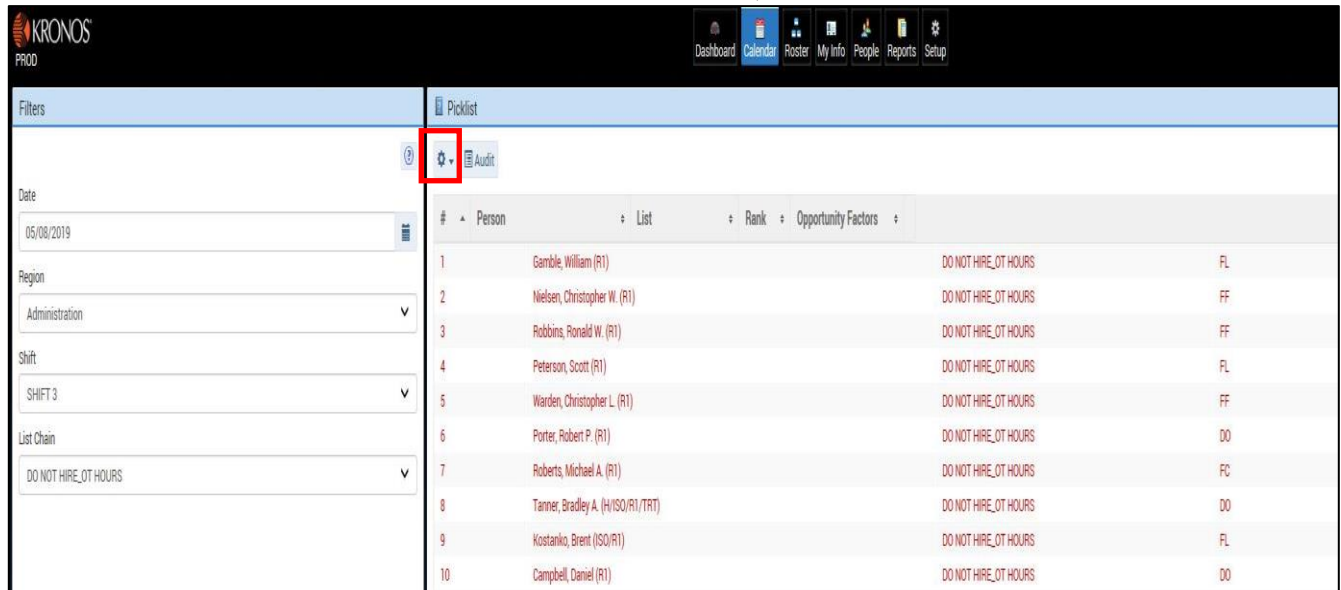 KRONOS
PROD
Dashboard Calendar Roster My Info People Reports Setup
Filters
Picklist
Audit
Date
05/08/2019
Region
Administration
Shift
SHIFT 3
List Chain
DO NOT HIRE_OT HOURS
# Person List Rank Opportunity Factors
1 Gamble, William (R1) DO NOT HIRE_OT HOURS FL
2 Nielsen, Christopher W. (R1) DO NOT HIRE_OT HOURS FF
3 Robbins, Ronald W. (R1) DO NOT HIRE_OT HOURS FF
4 Peterson, Scott (R1) DO NOT HIRE_OT HOURS FL
5 Warden, Christopher L. (R1) DO NOT HIRE_OT HOURS FF
6 Porter, Robert P. (R1) DO NOT HIRE_OT HOURS DO
7 Roberts, Michael A. (R1) DO NOT HIRE_OT HOURS FC
8 Tanner, Bradley A. (H/ISO/R1/TRT) DO NOT HIRE_OT HOURS DO
9 Kostanko, Brent (ISO/R1) DO NOT HIRE_OT HOURS FL
10 Campbell, Daniel (R1) DO NOT HIRE_OT HOURS DO